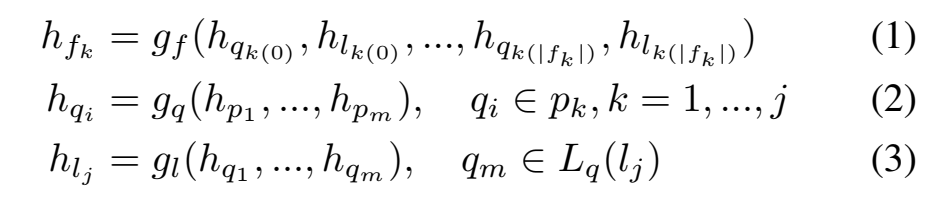 h_{f_k} = g_f(h_{q_{k(0)}}, h_{l_{k(0)}}, ..., h_{q_{k(|f_k|)}}, h_{l_{k(|f_k|)}}) (1)
h_{q_i} = g_q(h_{p_1}, ..., h_{p_m}), q_i ∈ p_k, k = 1, ..., j (2)
h_{l_j} = g_l(h_{q_1}, ..., h_{q_m}), q_m ∈ L_q(l_j) (3)